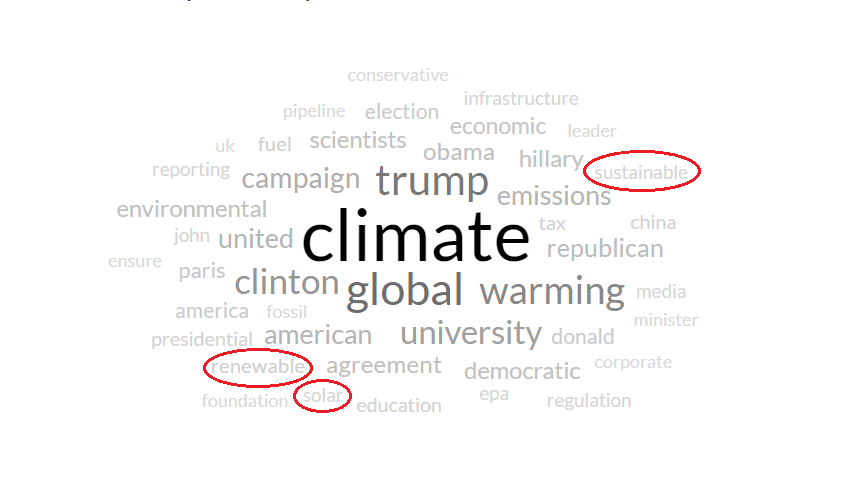 conservative
infrastructure
pipeline election
economic leader
uk fuel scientists
obama hillary
reporting campaign trump sustainable
emissions
environmental
climate
tax china
john united republican
ensure paris
clinton global warming media
america fossil
minister
presidential american university donald
renewable agreement democratic corporate
foundation solar education epa regulation